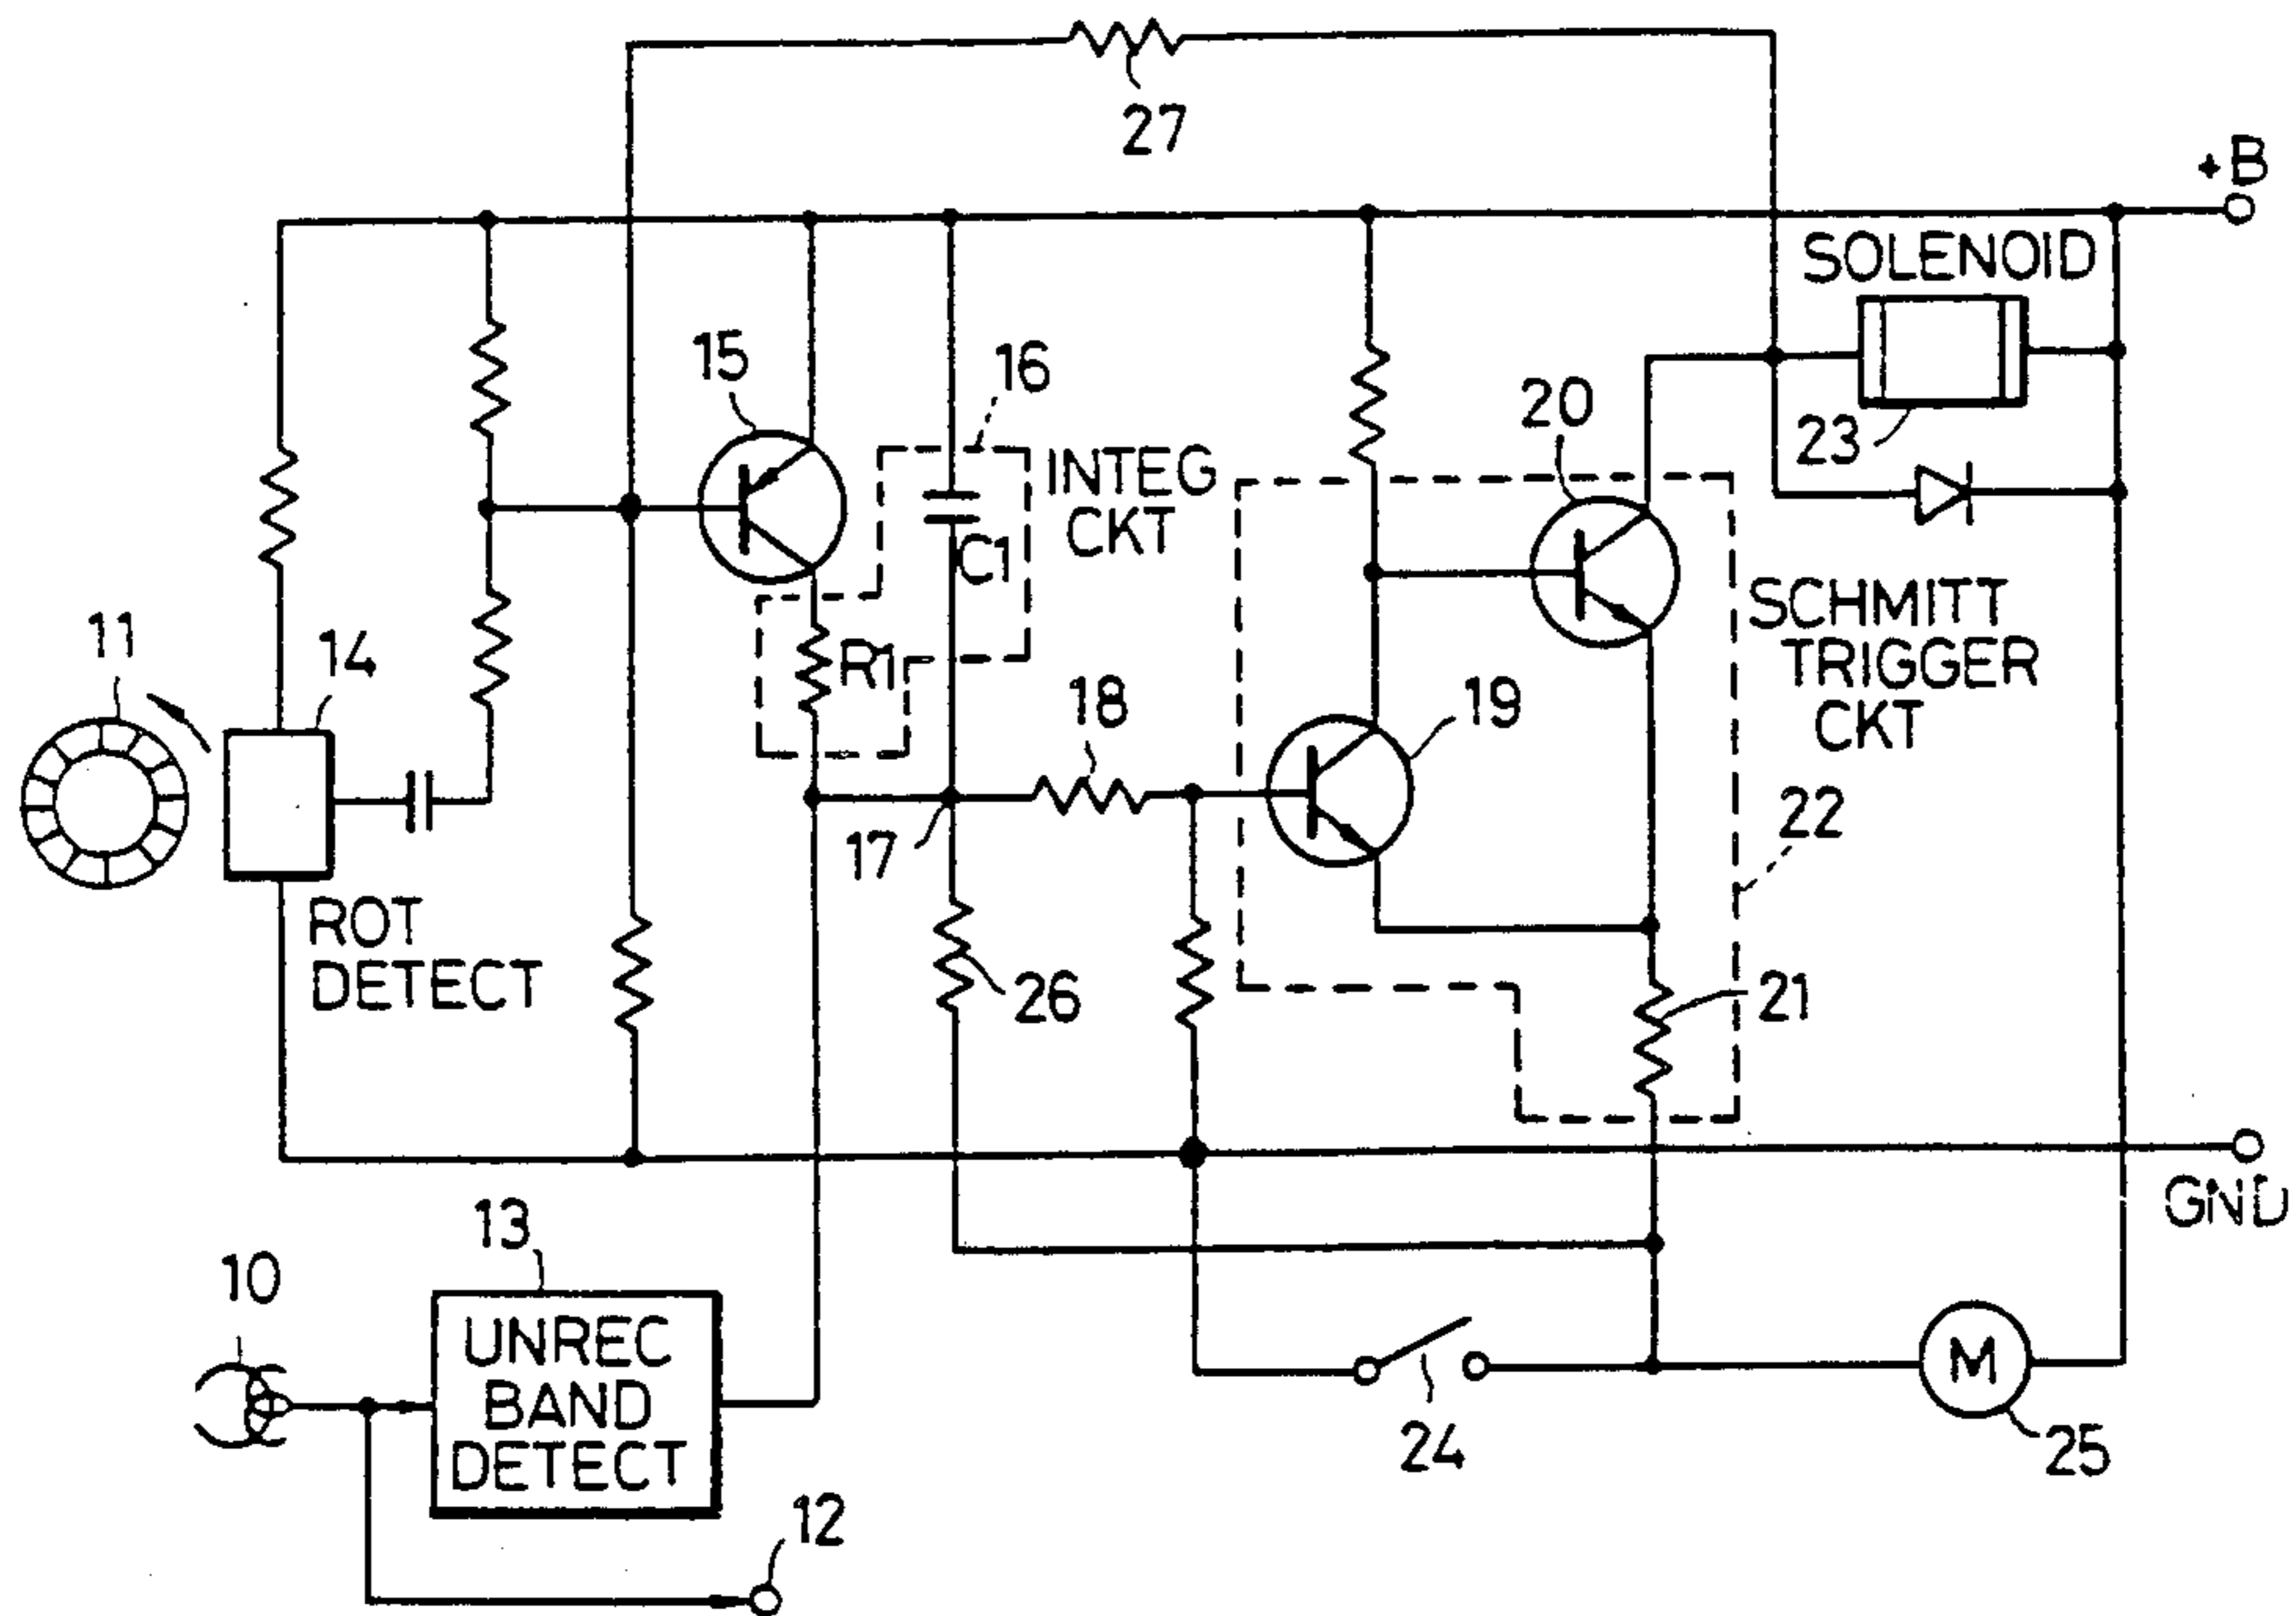 27
+B
SOLENOID
15
16
20
23
INTEG
CKT
C1
11
14
R1
18
19
SCHMITT
TRIGGER
CKT
22
17
ROT
DETECT
26
21
GND
13
10
UNREC
BAND
DETECT
M
24
25
12